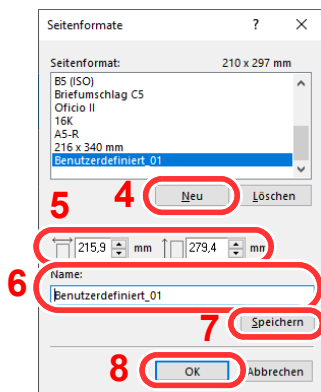 Seitenformate ? ×
Seitenformat: 210 x 297 mm
B5 (ISO)
Briefumschlag C5
Oficio II
16K
A5-R
216 x 340 mm
Benutzerdefiniert_01
4 Neu Löschen
5
215,9 mm 279,4 mm
6 Name:
Benutzerdefiniert_01
7 Speichern
8 OK Abbrechen